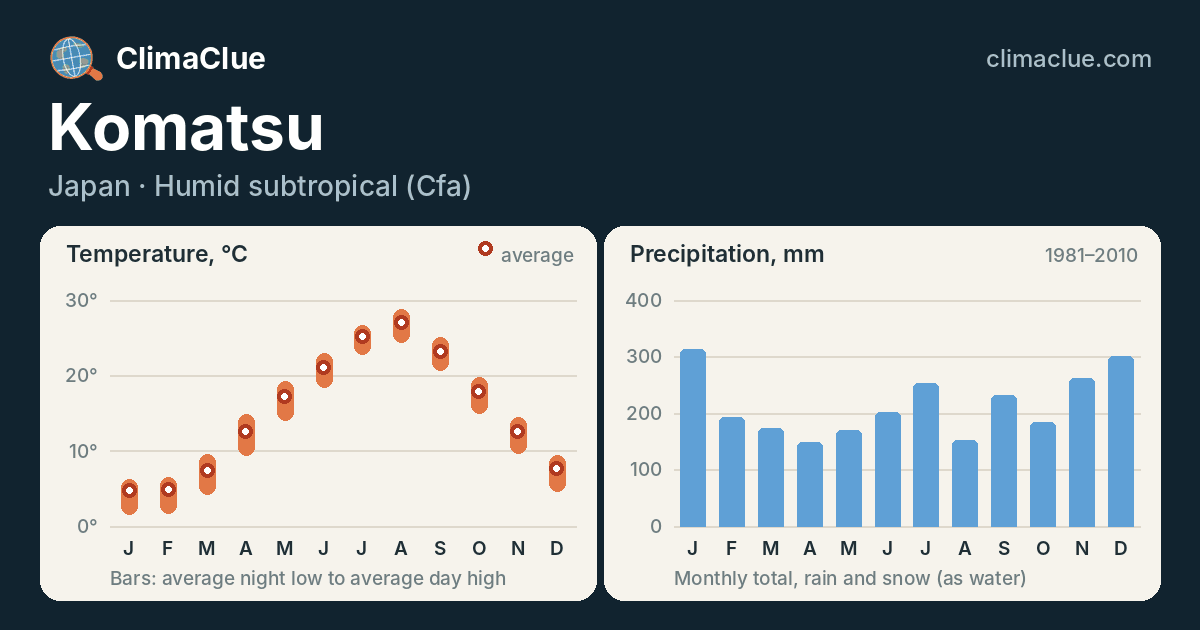 ClimaClue
climaclue.com
Komatsu
Japan · Humid subtropical (Cfa)
Temperature, °C
average
30°
20°
10°
0°
J F M A M J J A S O N D
Bars: average night low to average day high
Precipitation, mm
1981–2010
400
300
200
100
0
J F M A M J J A S O N D
Monthly total, rain and snow (as water)